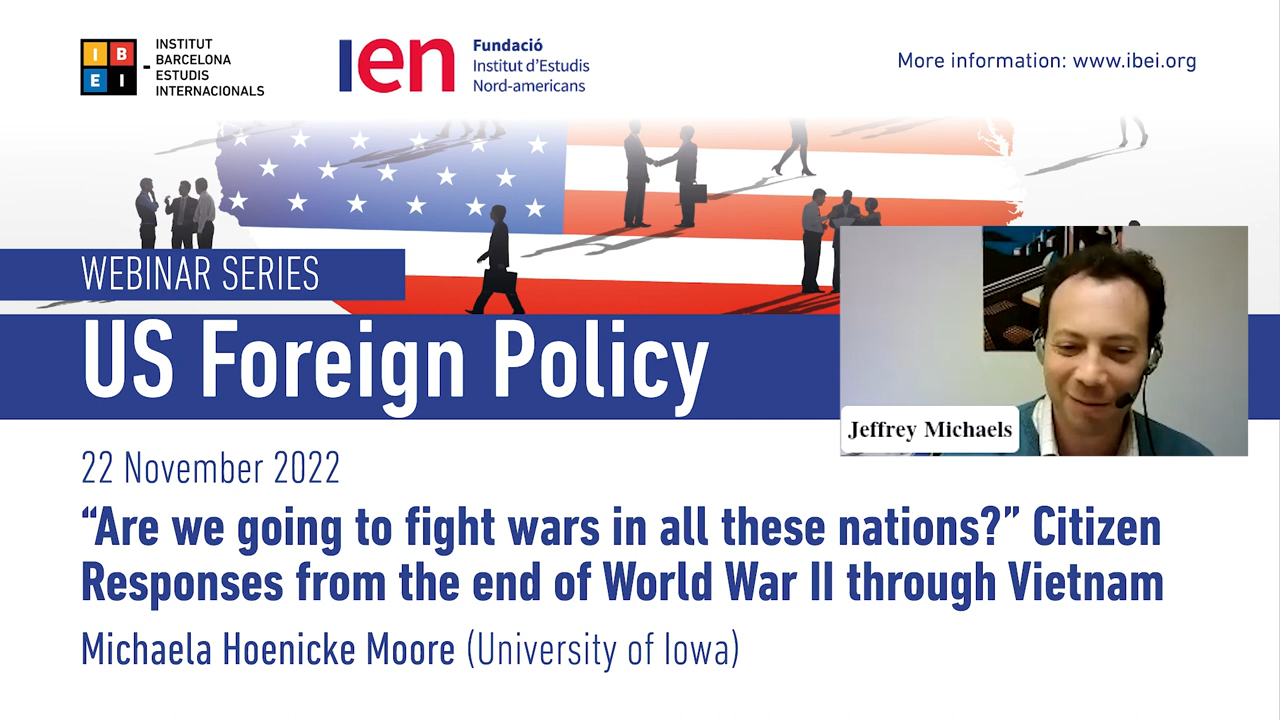 IBEI
INSTITUT
BARCELONA
ESTUDIS
INTERNACIONALS
ien
Fundació
Institut d'Estudis
Nord-americans
More information: www.ibei.org
WEBINAR SERIES
US Foreign Policy
Jeffrey Michaels
22 November 2022
“Are we going to fight wars in all these nations?” Citizen
Responses from the end of World War II through Vietnam
Michaela Hoenicke Moore (University of Iowa)